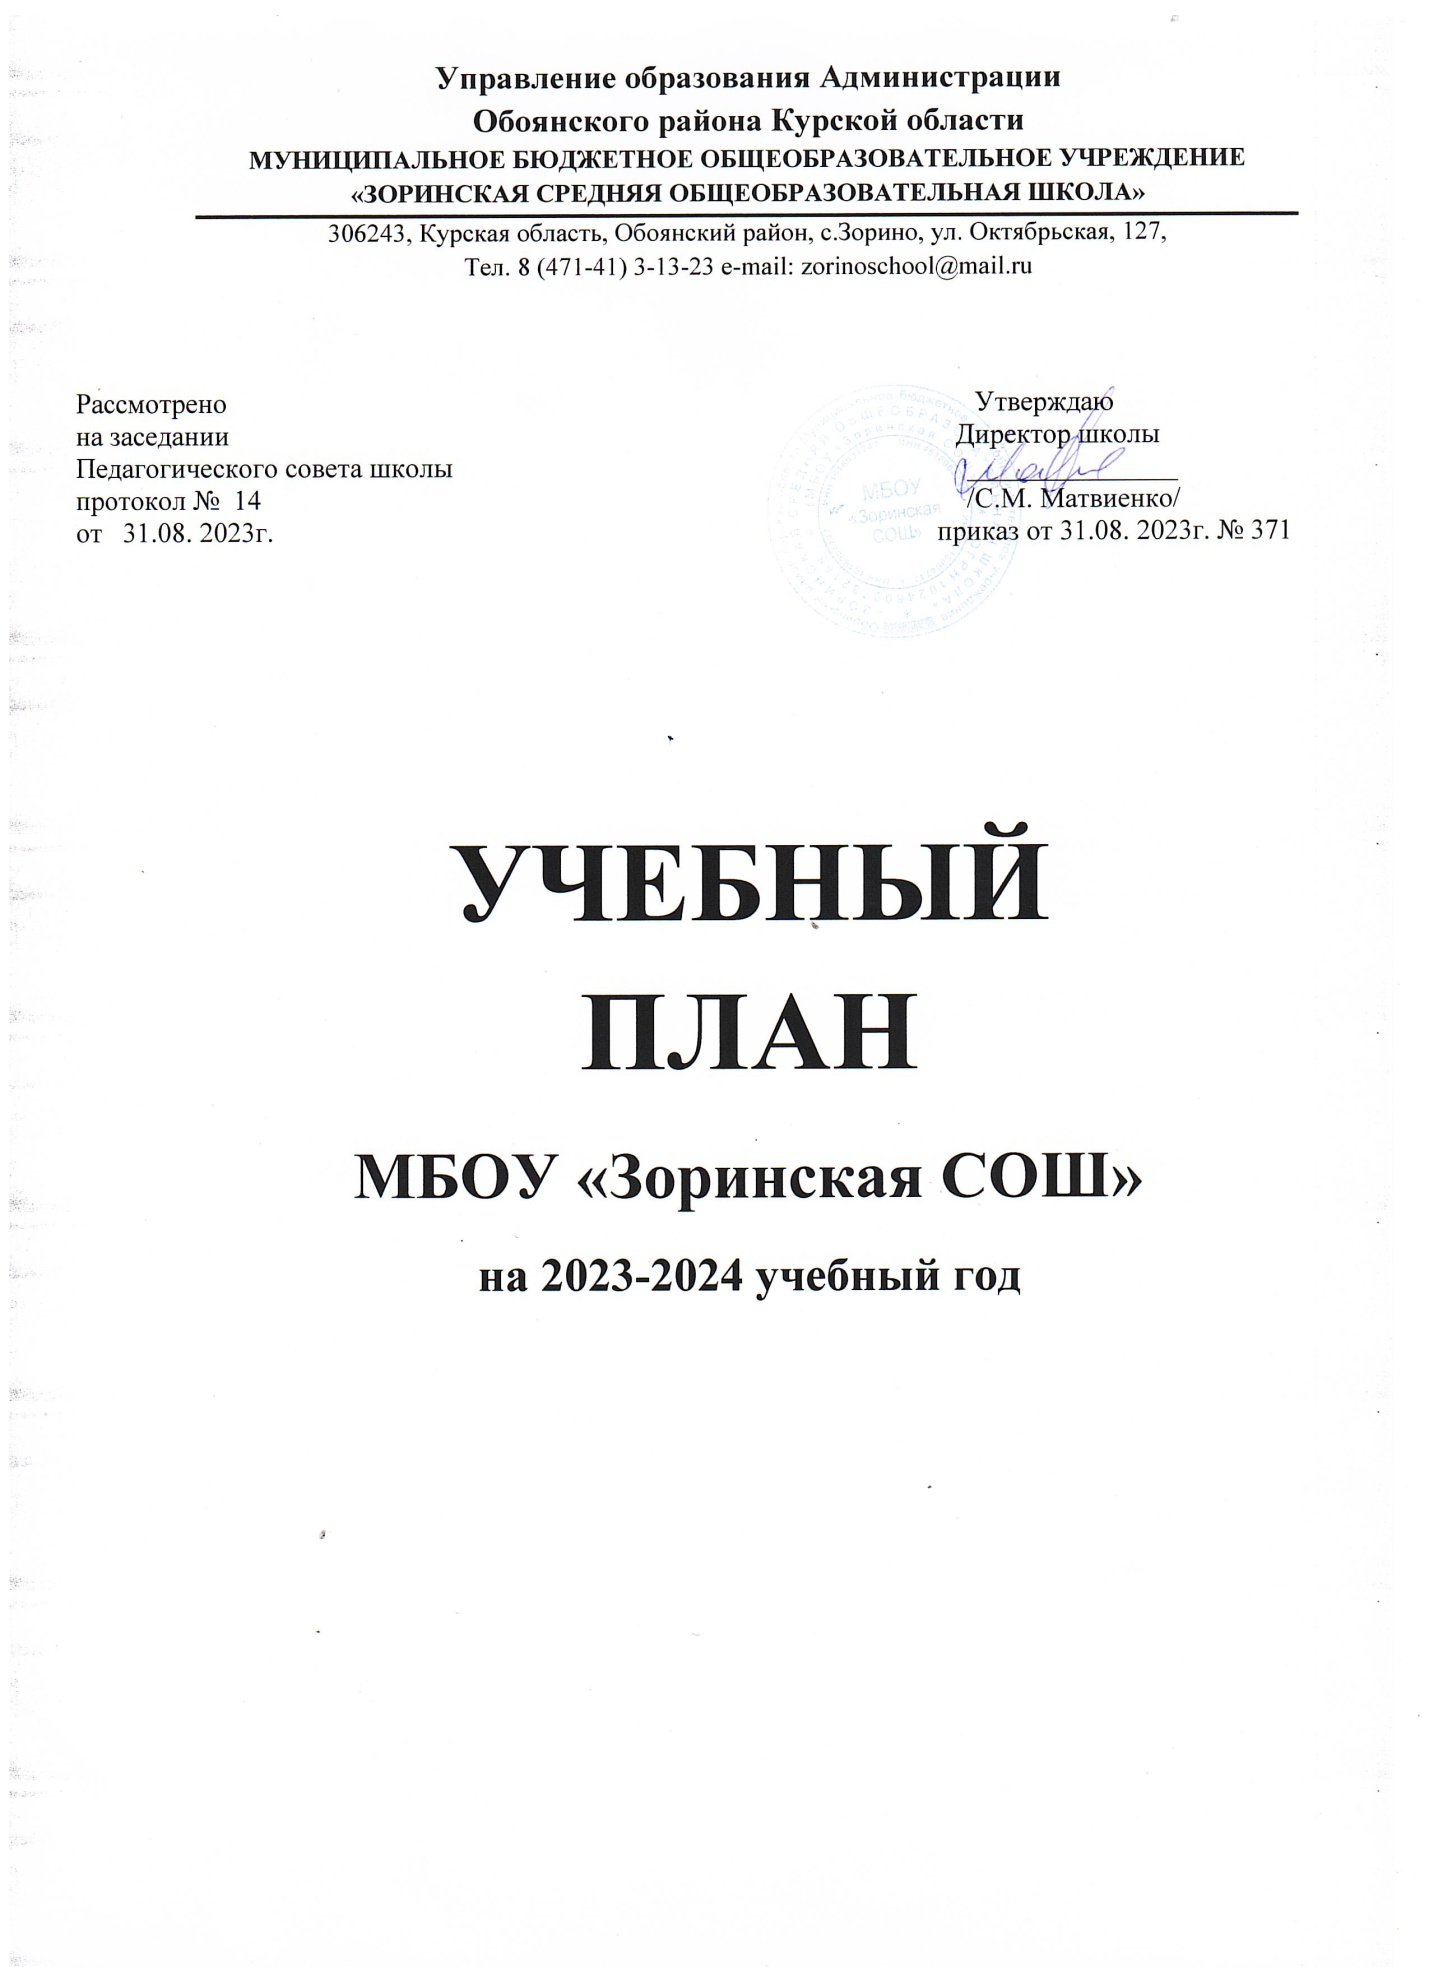 Управление образования Администрации
Обоянского района Курской области
МУНИЦИПАЛЬНОЕ БЮДЖЕТНОЕ ОБЩЕОБРАЗОВАТЕЛЬНОЕ УЧРЕЖДЕНИЕ
«ЗОРИНСКАЯ СРЕДНЯЯ ОБЩЕОБРАЗОВАТЕЛЬНАЯ ШКОЛА»
306243, Курская область, Обоянский район, с.Зорино, ул. Октябрьская, 127,
Тел. 8 (471-41) 3-13-23 e-mail: zorinoschool@mail.ru
Рассмотрено
на заседании
Педагогического совета школы
протокол № 14
от 31.08. 2023г.
Утверждаю
Директор школы
/С.М. Матвиенко/
приказ от 31.08. 2023г. № 371
МБОУ
«Зоринская
СОШ»
УЧЕБНЫЙ
ПЛАН
МБОУ «Зоринская СОШ»
на 2023-2024 учебный год